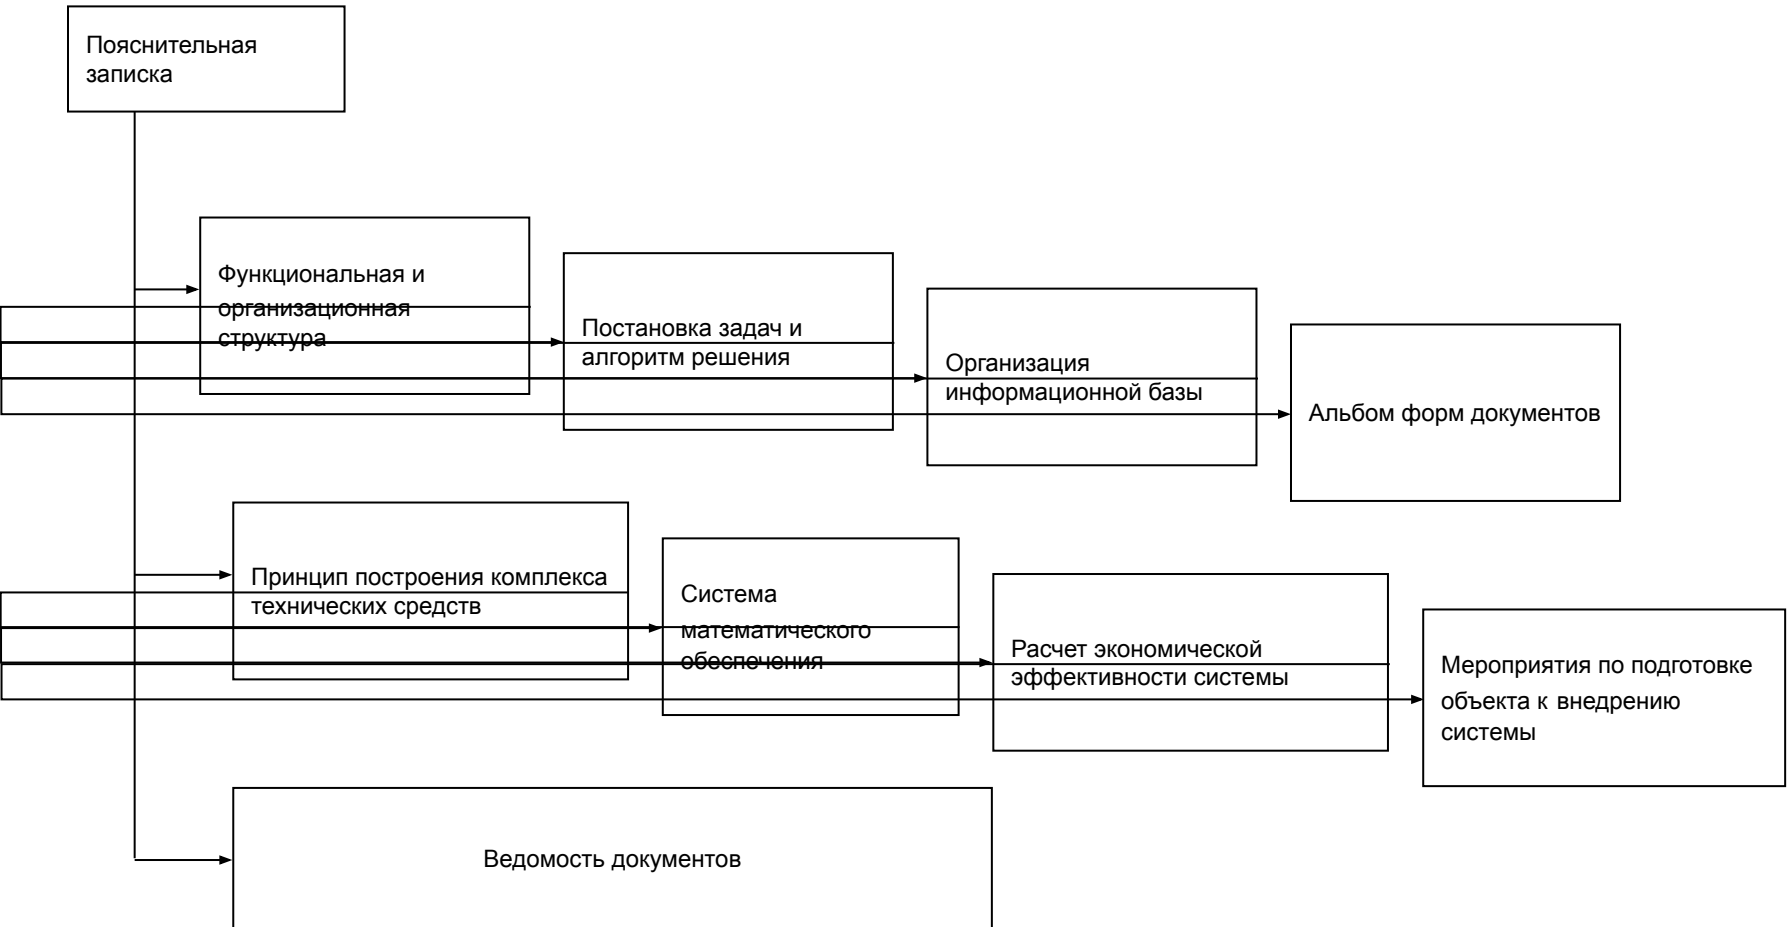 Пояснительная
записка
Функциональная и
организационная
структура
Постановка задач и
алгоритм решения
Организация
информационной базы
Альбом форм документов
Принцип построения комплекса
технических средств
Система
математического
обеспечения
Расчет экономической
эффективности системы
Мероприятия по подготовке
объекта к внедрению
системы
Ведомость документов